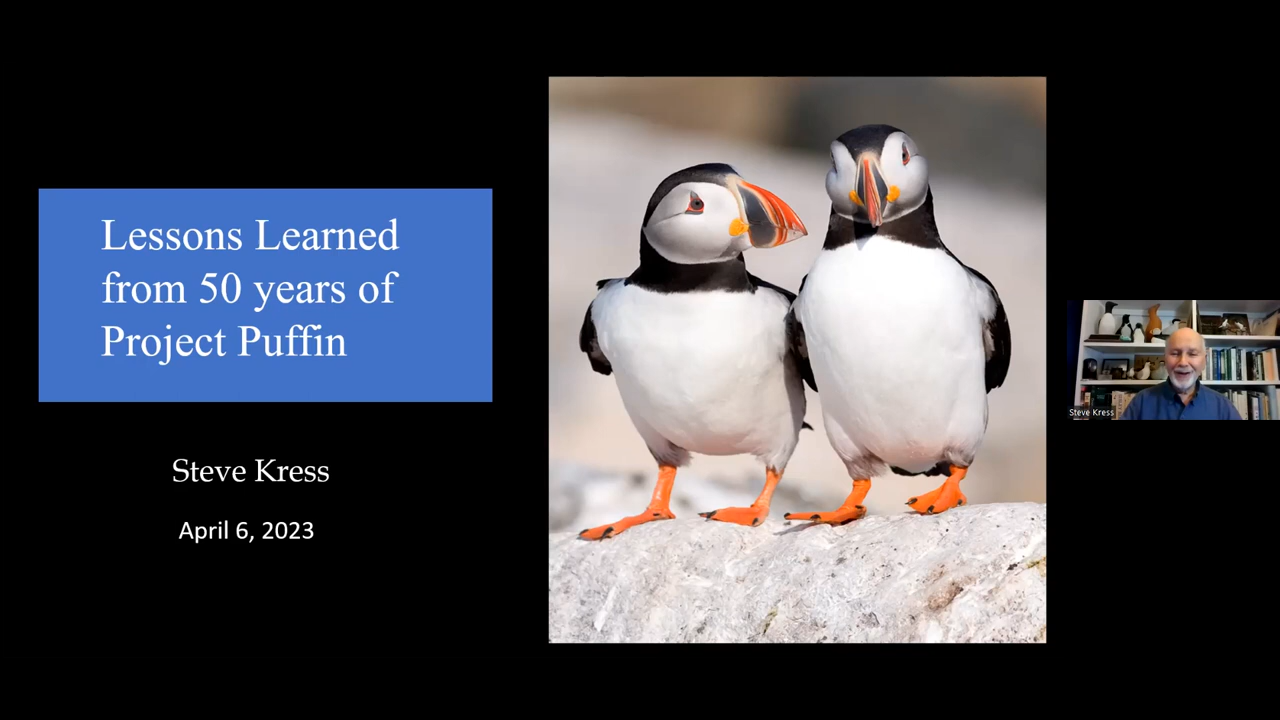 Lessons Learned
from 50 years of
Project Puffin
Steve Kress
April 6, 2023
Steve Kress